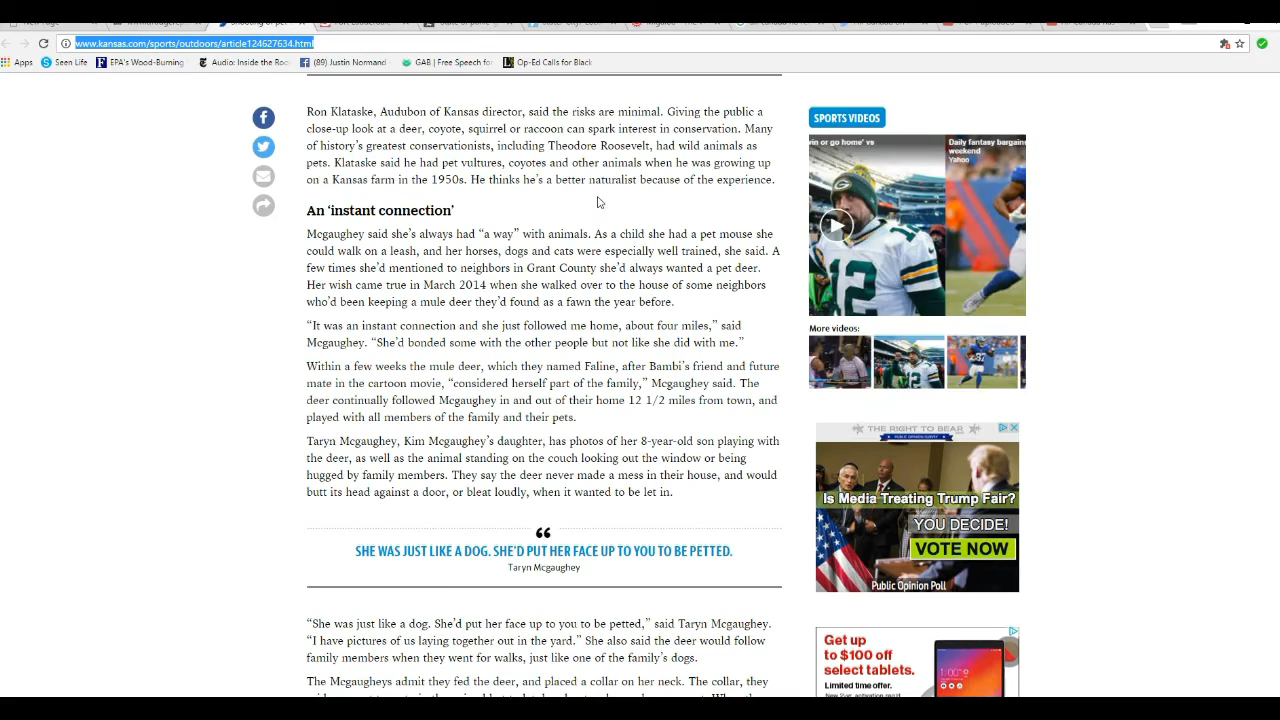 www.kansas.com/sports/outdoors/article124627634.html
Apps Seen Life EPA's Wood-Burning Audio: Inside the Roo (89) Justin Normand GAB | Free Speech for Op-Ed Calls for Black
Ron Klataske, Audubon of Kansas director, said the risks are minimal. Giving the public a
close-up look at a deer, coyote, squirrel or raccoon can spark interest in conservation. Many
of history's greatest conservationists, including Theodore Roosevelt, had wild animals as
pets. Klataske said he had pet vultures, coyotes and other animals when he was growing up
on a Kansas farm in the 1950s. He thinks he's a better naturalist because of the experience.
An 'instant connection'
Mcgaughey said she's always had “a way” with animals. As a child she had a pet mouse she
could walk on a leash, and her horses, dogs and cats were especially well trained, she said. A
few times she'd mentioned to neighbors in Grant County she'd always wanted a pet deer.
Her wish came true in March 2014 when she walked over to the house of some neighbors
who'd been keeping a mule deer they'd found as a fawn the year before.
“It was an instant connection and she just followed me home, about four miles,” said
Mcgaughey. “She'd bonded some with the other people but not like she did with me.”
Within a few weeks the mule deer, which they named Faline, after Bambi's friend and future
mate in the cartoon movie, “considered herself part of the family,” Mcgaughey said. The
deer continually followed Mcgaughey in and out of their home 12 1/2 miles from town, and
played with all members of the family and their pets.
Taryn Mcgaughey, Kim Mcgaughey's daughter, has photos of her 8-year-old son playing with
the deer, as well as the animal standing on the couch looking out the window or being
hugged by family members. They say the deer never made a mess in their house, and would
butt its head against a door, or bleat loudly, when it wanted to be let in.
“
SHE WAS JUST LIKE A DOG. SHE'D PUT HER FACE UP TO YOU TO BE PETTED.
Taryn Mcgaughey
“She was just like a dog. She'd put her face up to you to be petted,” said Taryn Mcgaughey.
“I have pictures of us laying together out in the yard.” She also said the deer would follow
family members when they went for walks, just like one of the family's dogs.
The Mcgaugheys admit they fed the deer, and placed a collar on her neck. The collar, they
SPORTS VIDEOS
in or go home' vs
Daily fantasy bargain
weekend
Yahoo
12
More videos:
87
THE RIGHT TO BEAR
PUBLIC OPINION SURVEY
Is Media Treating Trump Fair?
YOU DECIDE!
VOTE NOW
Public Opinion Poll
Get up
to $100 off
select tablets.
Limited time offer.